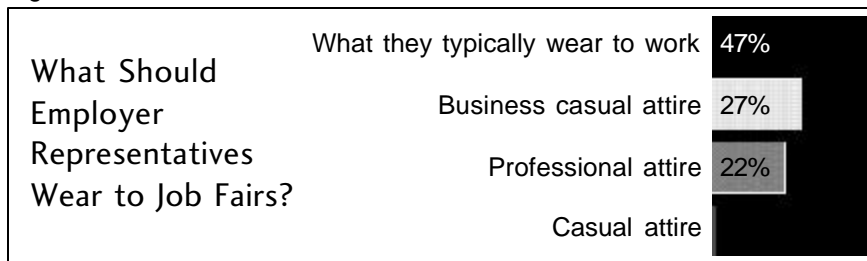 What Should
Employer
Representatives
Wear to Job Fairs?
What they typically wear to work 47%
Business casual attire 27%
Professional attire 22%
Casual attire